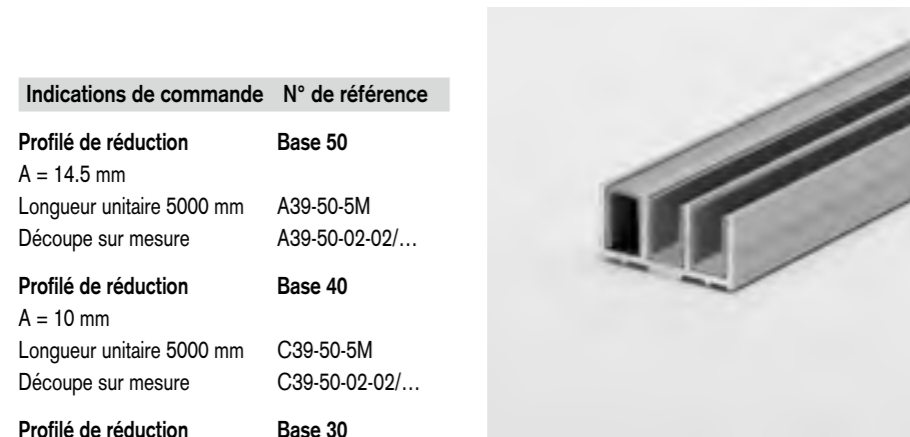 Indications de commande N° de référence
Profilé de réduction Base 50
A = 14.5 mm
Longueur unitaire 5000 mm A39-50-5M
Découpe sur mesure A39-50-02-02/…
Profilé de réduction Base 40
A = 10 mm
Longueur unitaire 5000 mm C39-50-5M
Découpe sur mesure C39-50-02-02/…
Profilé de réduction Base 30